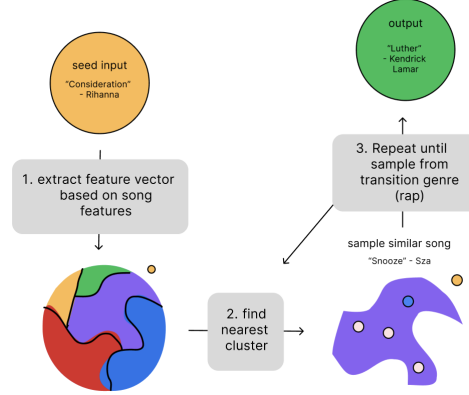 seed input
"Consideration"
- Rihanna
1. extract feature vector
based on song
features
2. find
nearest
cluster
sample similar song
"Snooze" - Sza
3. Repeat until
sample from
transition genre
(rap)
output
"Luther"
- Kendrick
Lamar